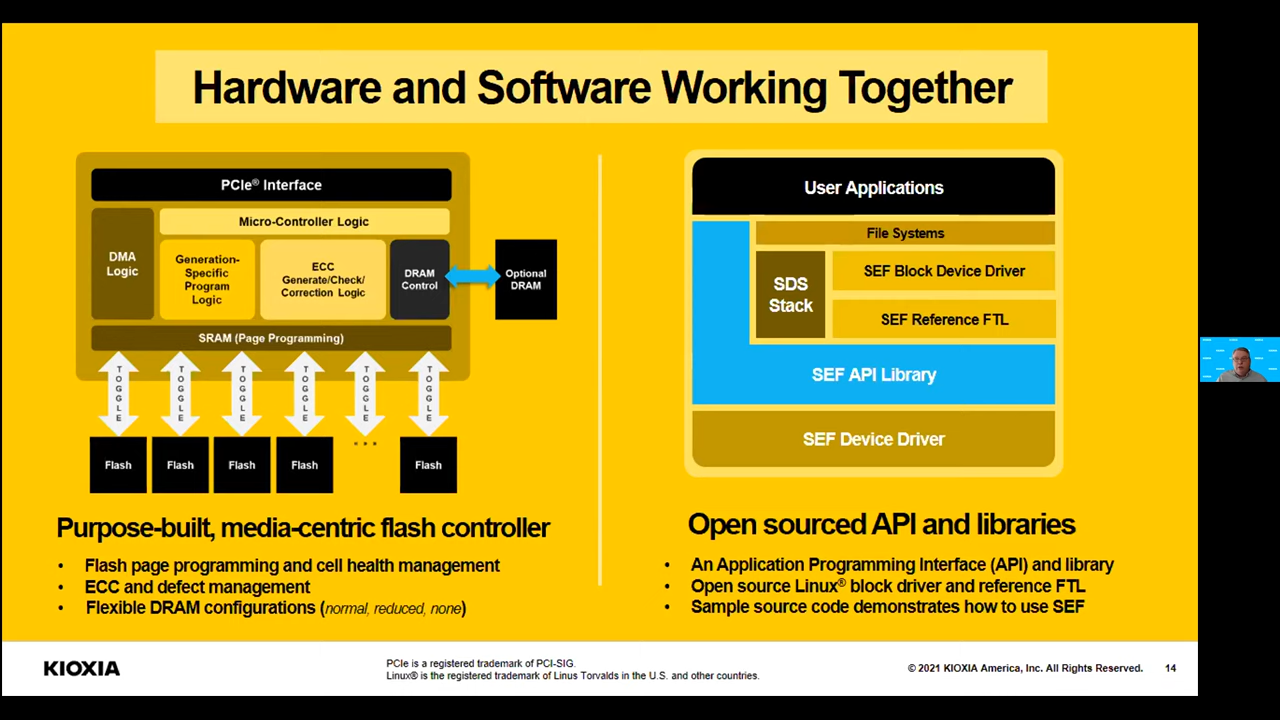 Hardware and Software Working Together
PCIe® Interface
Micro-Controller Logic
DMA
Logic
Generation-
Specific
Program
Logic
ECC
Generate/Check/
Correction Logic
DRAM
Control
Optional
DRAM
SRAM (Page Programming)
TOGGLE
TOGGLE
TOGGLE
TOGGLE
TOGGLE
TOGGLE
Flash
Flash
Flash
Flash
...
Flash
Purpose-built, media-centric flash controller
• Flash page programming and cell health management
• ECC and defect management
• Flexible DRAM configurations (normal, reduced, none)
User Applications
File Systems
SDS
Stack
SEF Block Device Driver
SEF Reference FTL
SEF API Library
SEF Device Driver
Open sourced API and libraries
• An Application Programming Interface (API) and library
• Open source Linux® block driver and reference FTL
• Sample source code demonstrates how to use SEF
KIOXIA
PCIe is a registered trademark of PCI-SIG.
Linux® is the registered trademark of Linus Torvalds in the U.S. and other countries.
© 2021 KIOXIA America, Inc. All Rights Reserved.
14